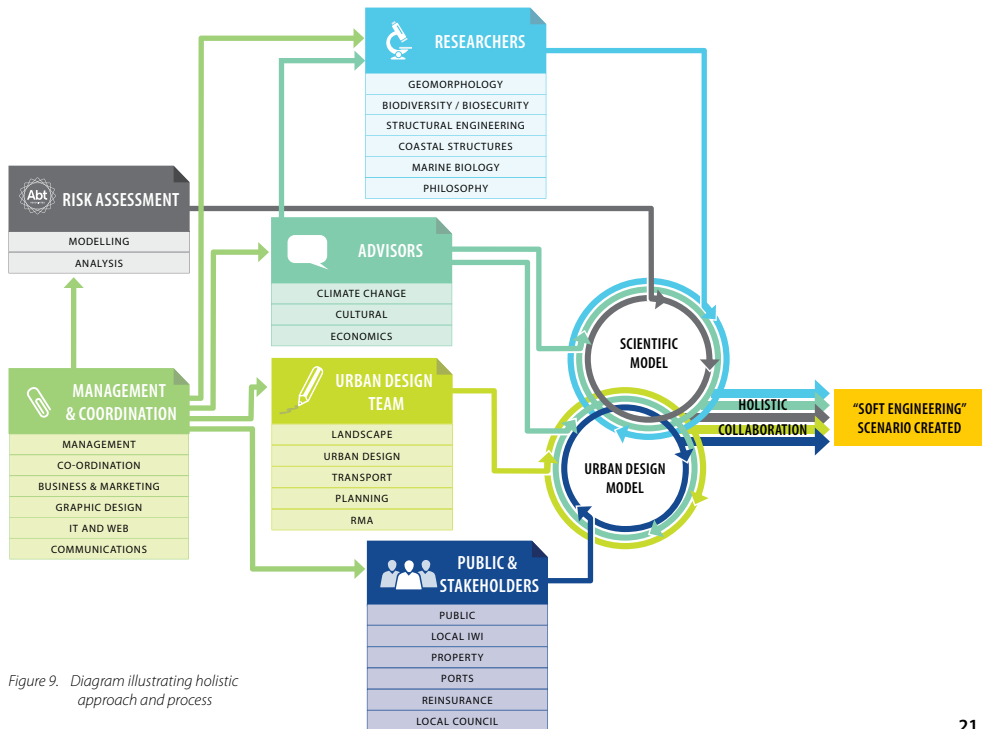 RESEARCHERS
GEOMORPHOLOGY
BIODIVERSITY / BIOSECURITY
STRUCTURAL ENGINEERING
COASTAL STRUCTURES
MARINE BIOLOGY
PHILOSOPHY
Abt
RISK ASSESSMENT
MODELLING
ANALYSIS
ADVISORS
CLIMATE CHANGE
CULTURAL
ECONOMICS
MANAGEMENT
& COORDINATION
MANAGEMENT
CO-ORDINATION
BUSINESS & MARKETING
GRAPHIC DESIGN
IT AND WEB
COMMUNICATIONS
URBAN DESIGN
TEAM
LANDSCAPE
URBAN DESIGN
TRANSPORT
PLANNING
RMA
PUBLIC &
STAKEHOLDERS
PUBLIC
LOCAL IWI
PROPERTY
PORTS
REINSURANCE
LOCAL COUNCIL
SCIENTIFIC
MODEL
URBAN DESIGN
MODEL
HOLISTIC
COLLABORATION
“SOFT ENGINEERING”
SCENARIO CREATED
Figure 9. Diagram illustrating holistic
approach and process
21